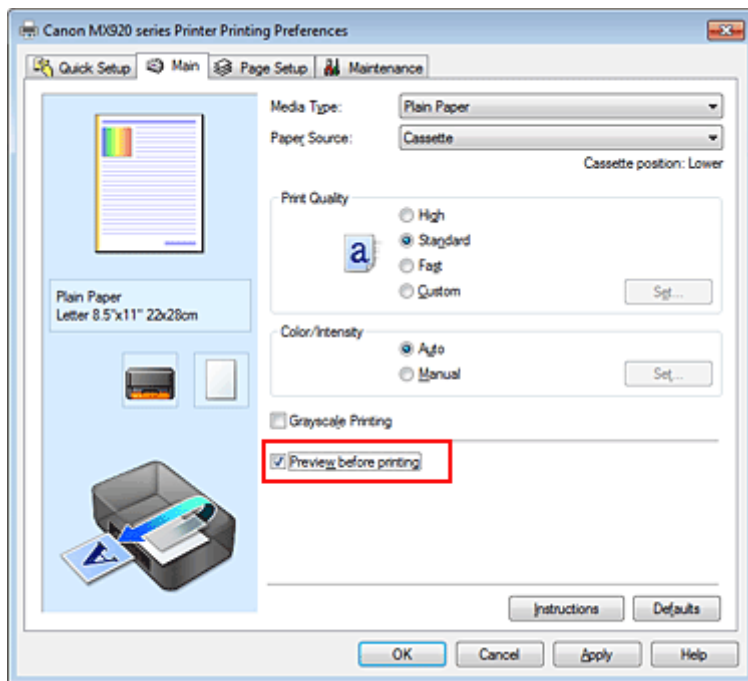 Canon MX920 series Printer Printing Preferences
Quick Setup Main Page Setup Maintenance
Media Type: Plain Paper
Paper Source: Cassette
Cassette position: Lower
Print Quality
High
a Standard
Fast
Custom Set...
Plain Paper
Letter 8.5"x11" 22x28cm
Color/Intensity
Auto
Manual Set...
Grayscale Printing
Preview before printing
A
Instructions Defaults
OK Cancel Apply Help